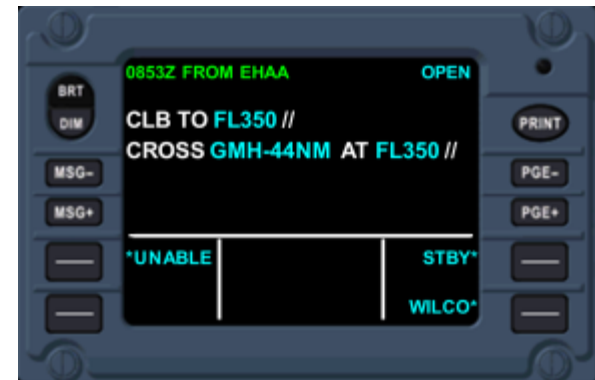 0853Z FROM EHAA OPEN
BRT
DIM
CLB TO FL350 //
CROSS GMH-44NM AT FL350 //
PRINT
MSG- PGE-
MSG+ PGE+
*UNABLE STBY*
WILCO*